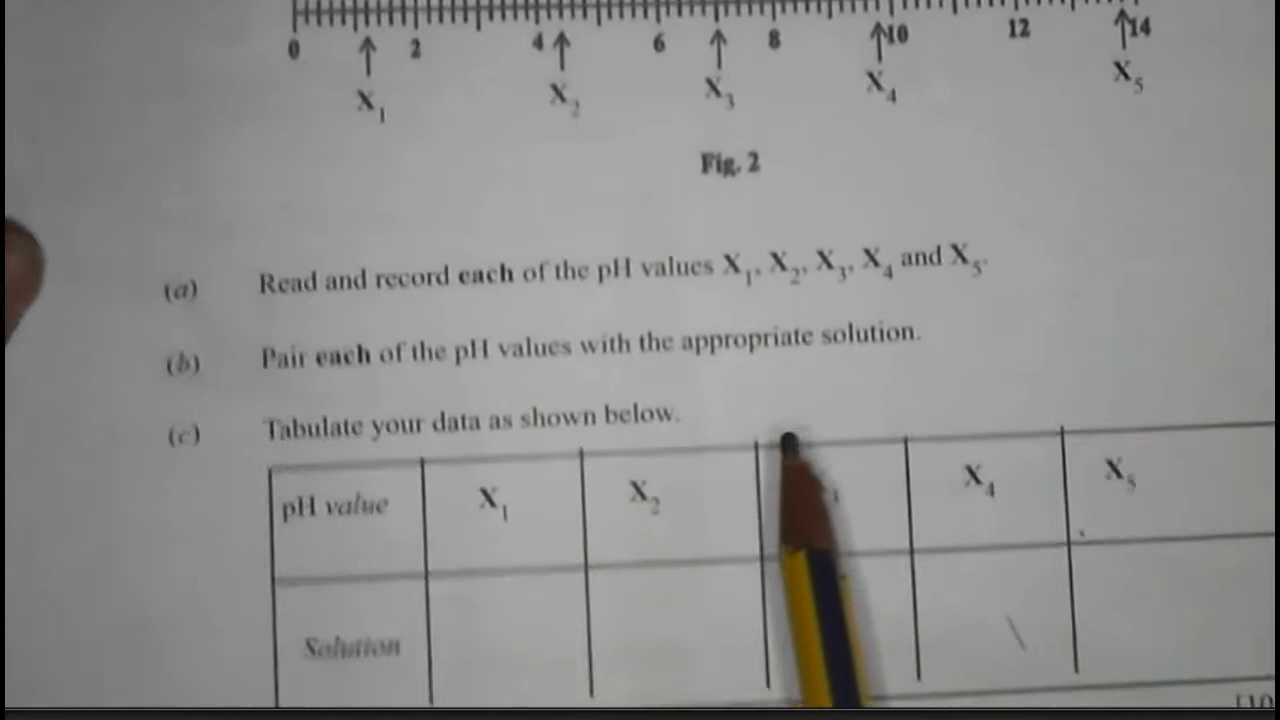 0 2 4 6 8 10 12 14
X₁ X₂ X₃ X₄ X₅
Fig. 2
(a) Read and record each of the pH values X₁, X₂, X₃, X₄ and X₅.
(b) Pair each of the pH values with the appropriate solution.
(c) Tabulate your data as shown below.
pH value X₁ X₂ X₄ X₅
Solution